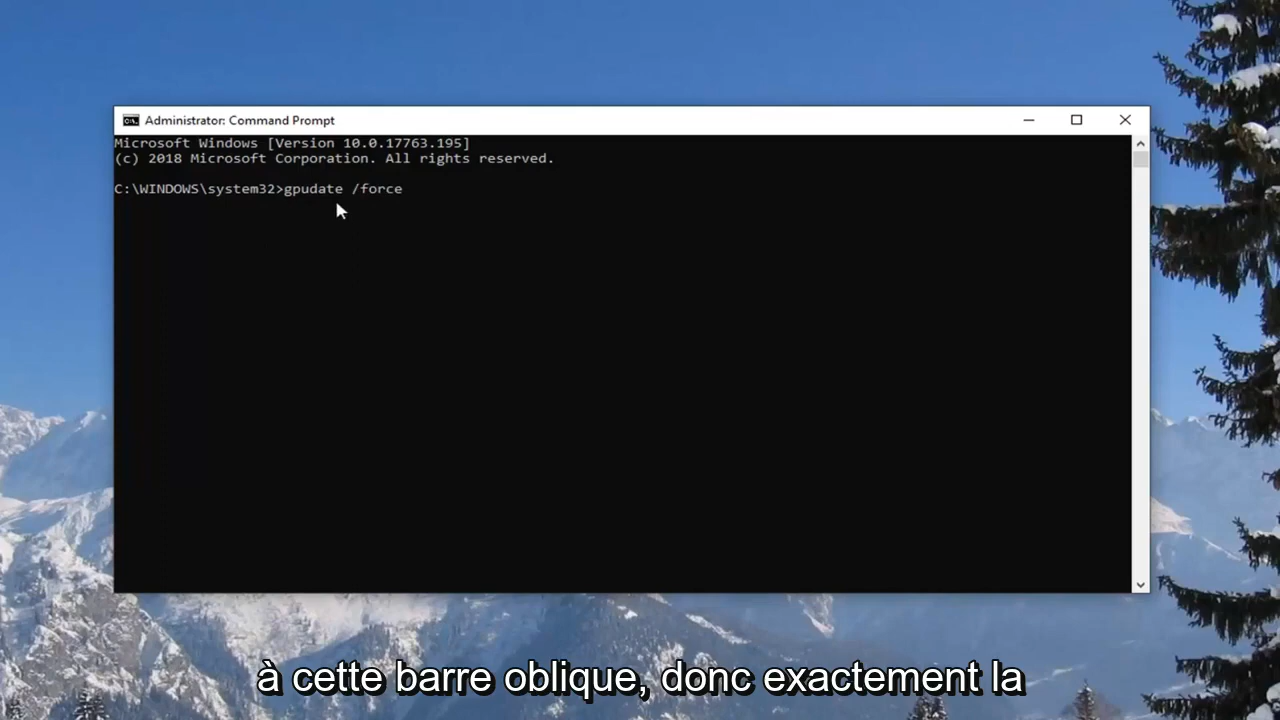 Administrator: Command Prompt
Microsoft Windows [Version 10.0.17763.195]
(c) 2018 Microsoft Corporation. All rights reserved.
C:\WINDOWS\system32>gpudate /force
à cette barre oblique, donc exactement la